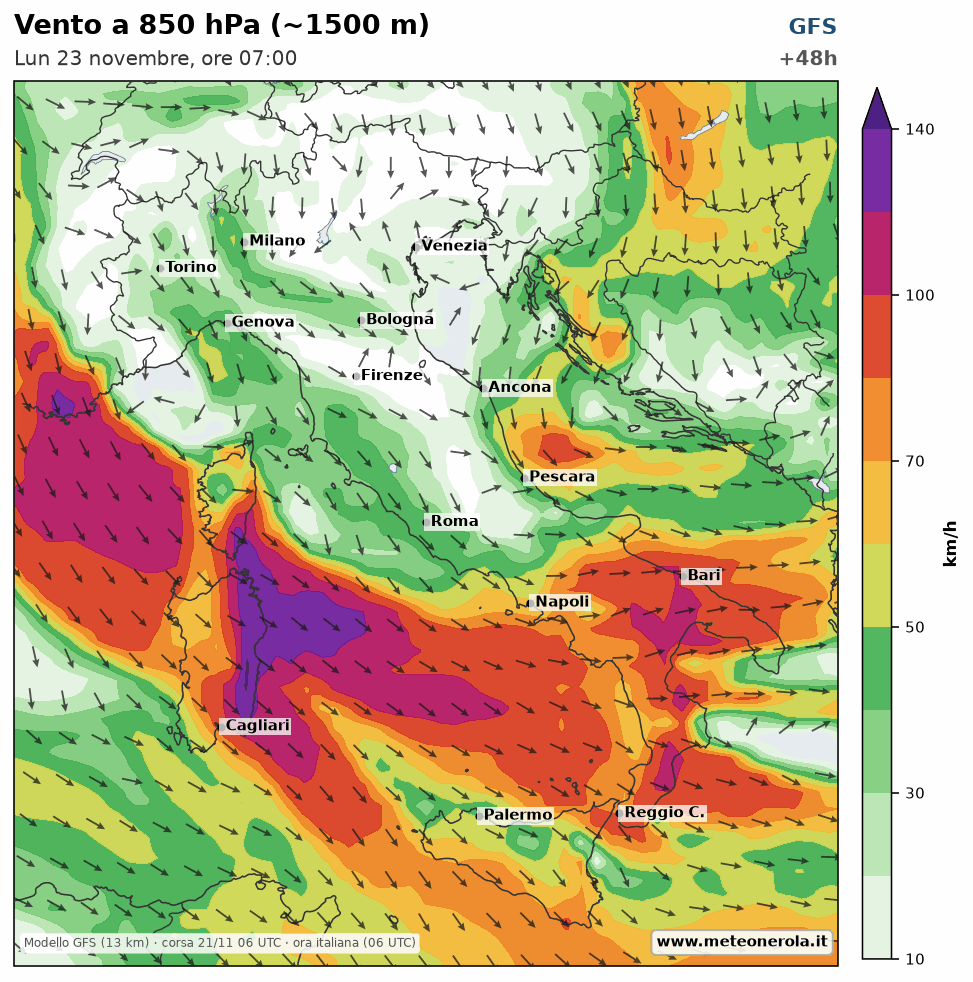 Vento a 850 hPa (~1500 m)
GFS
Lun 23 novembre, ore 07:00
+48h
140
Milano
Venezia
Torino
100
Genova
Bologna
Firenze
Ancona
70
Pescara
Roma
km/h
Bari
Napoli
50
Cagliari
30
Palermo
Reggio C.
Modello GFS (13 km) · corsa 21/11 06 UTC · ora italiana (06 UTC)
www.meteonerola.it
10